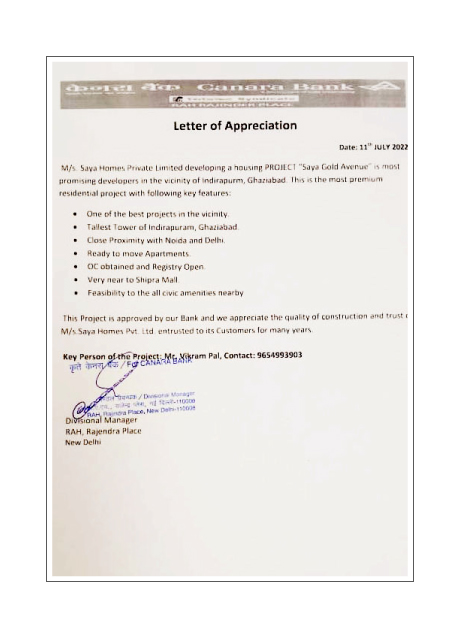 केनरा बैंक Canara Bank
Syndicate
RAH RAJINDER PLACE
Letter of Appreciation
Date: 11th JULY 2022
M/s. Saya Homes Private Limited developing a housing PROJECT "Saya Gold Avenue" is most
promising developers in the vicinity of Indirapurm, Ghaziabad. This is the most premium
residential project with following key features:
• One of the best projects in the vicinity.
• Tallest Tower of Indirapuram, Ghaziabad.
• Close Proximity with Noida and Delhi.
• Ready to move Apartments.
• OC obtained and Registry Open.
• Very near to Shipra Mall
• Feasibility to the all civic amenities nearby
This Project is approved by our Bank and we appreciate the quality of construction and trust o
M/s.Saya Homes Pvt. Ltd. entrusted to its Customers for many years.
Key Person of the Project: Mr. Vikram Pal, Contact: 9654993903
कृते केनरा बैंक / For CANARA BANK
प्रबन्धक / Divisional Manager
राजेन्द्र प्लेस, नई दिल्ली-110008
RAH, Rajendra Place, New Delhi-110008
Divisional Manager
RAH, Rajendra Place
New Delhi